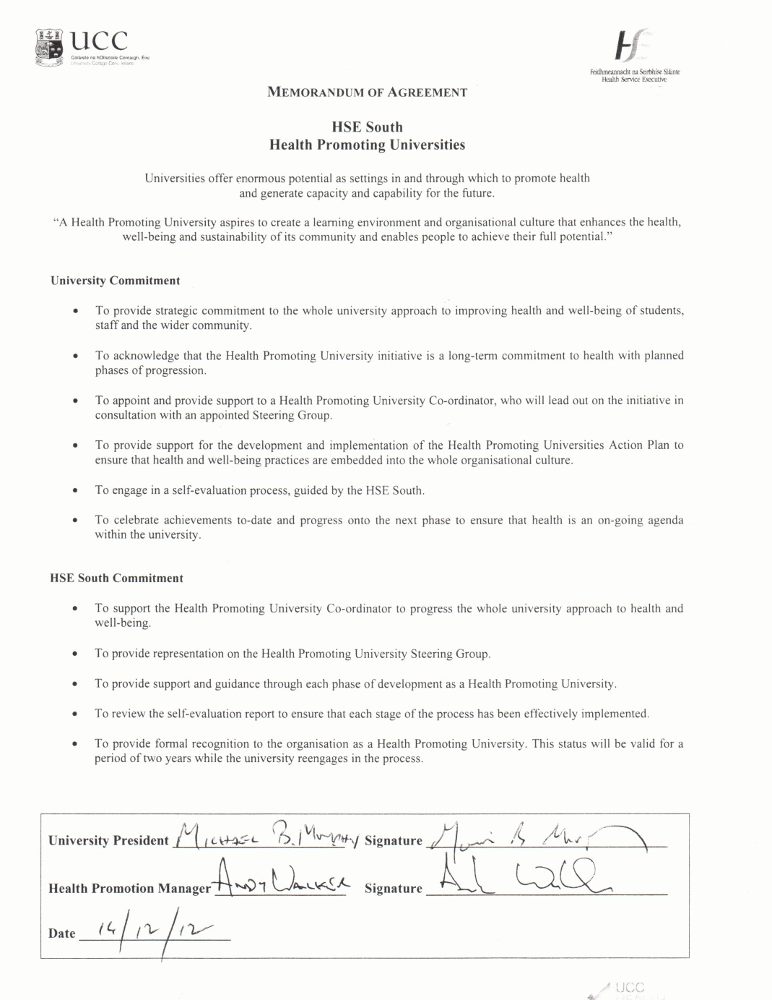 UCC
Coláiste na hOllscoile Corcaigh, Éire
University College Cork, Ireland
Feidhmeannacht na Seirbhíse Sláinte
Health Service Executive
MEMORANDUM OF AGREEMENT
HSE South
Health Promoting Universities
Universities offer enormous potential as settings in and through which to promote health
and generate capacity and capability for the future.
“A Health Promoting University aspires to create a learning environment and organisational culture that enhances the health,
well-being and sustainability of its community and enables people to achieve their full potential.”
University Commitment
• To provide strategic commitment to the whole university approach to improving health and well-being of students,
staff and the wider community.
• To acknowledge that the Health Promoting University initiative is a long-term commitment to health with planned
phases of progression.
• To appoint and provide support to a Health Promoting University Co-ordinator, who will lead out on the initiative in
consultation with an appointed Steering Group.
• To provide support for the development and implementation of the Health Promoting Universities Action Plan to
ensure that health and well-being practices are embedded into the whole organisational culture.
• To engage in a self-evaluation process, guided by the HSE South.
• To celebrate achievements to-date and progress onto the next phase to ensure that health is an on-going agenda
within the university.
HSE South Commitment
• To support the Health Promoting University Co-ordinator to progress the whole university approach to health and
well-being.
• To provide representation on the Health Promoting University Steering Group.
• To provide support and guidance through each phase of development as a Health Promoting University.
• To review the self-evaluation report to ensure that each stage of the process has been effectively implemented.
• To provide formal recognition to the organisation as a Health Promoting University. This status will be valid for a
period of two years while the university reengages in the process.
University President MICHAEL B. Murphy Signature
Health Promotion Manager ANDY WALKER Signature
Date 14/12/12
UCC